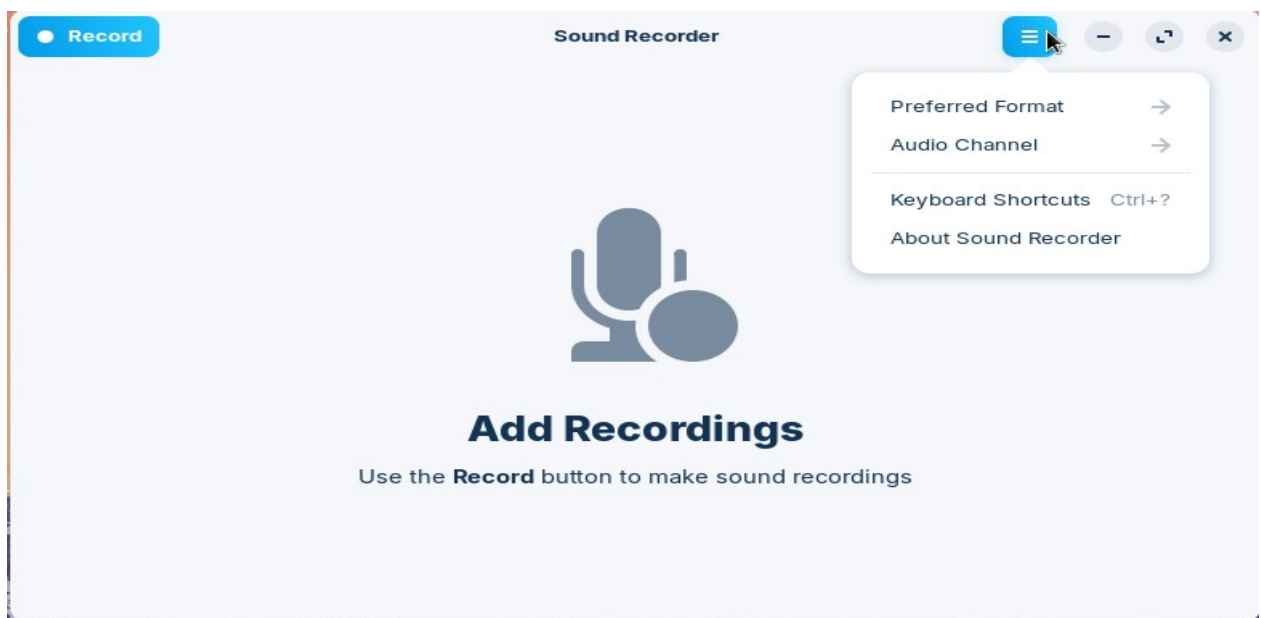 Record
Sound Recorder
Preferred Format
Audio Channel
Keyboard Shortcuts Ctrl+?
About Sound Recorder
Add Recordings
Use the Record button to make sound recordings